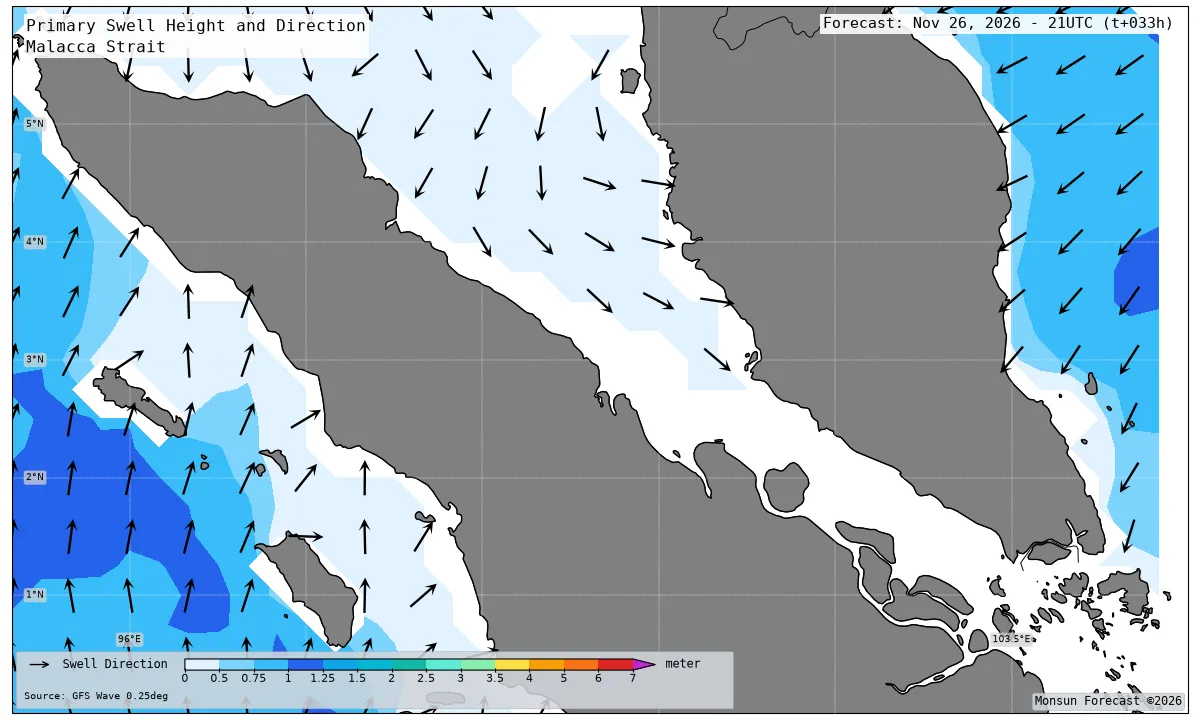 Primary Swell Height and Direction
Malacca Strait
Forecast: Nov 26, 2026 - 21UTC (t+033h)
5°N
4°N
3°N
2°N
1°N
96°E
103.5°E
Swell Direction
meter
0 0.5 0.75 1 1.25 1.5 2 2.5 3 3.5 4 5 6 7
Source: GFS Wave 0.25deg
Monsun Forecast ©2026